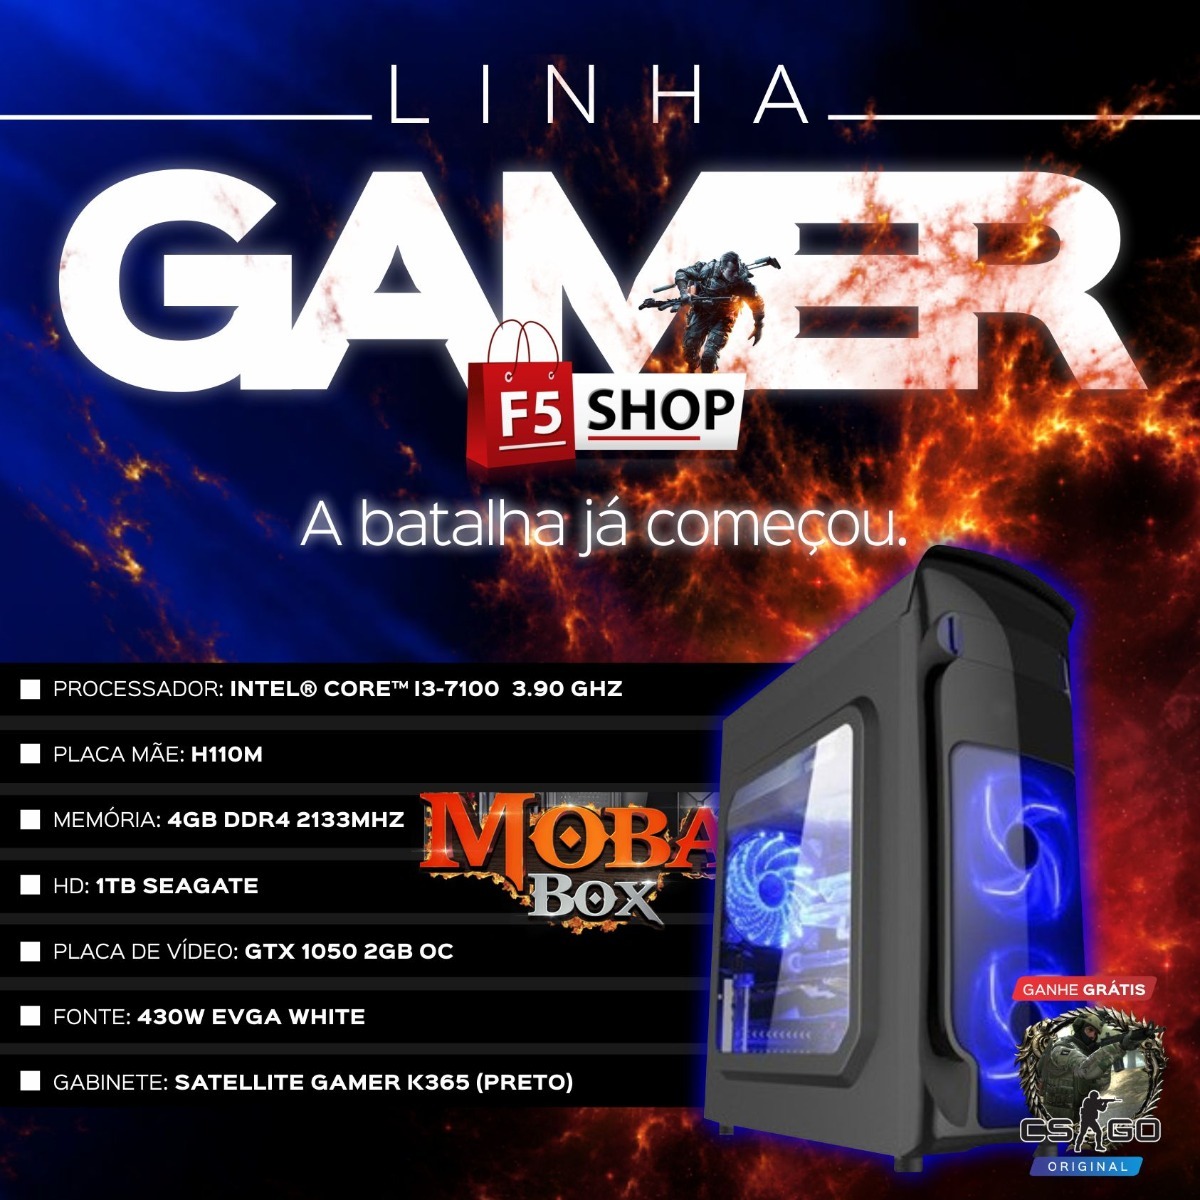 LINHA
GAMER
F5 SHOP
A batalha já começou.
PROCESSADOR: INTEL® CORE™ I3-7100 3.90 GHZ
PLACA MÃE: H110M
MEMÓRIA: 4GB DDR4 2133MHZ
MOBA
BOX
HD: 1TB SEAGATE
PLACA DE VÍDEO: GTX 1050 2GB OC
FONTE: 430W EVGA WHITE
GABINETE: SATELLITE GAMER K365 (PRETO)
GANHE GRÁTIS
CS GO
ORIGINAL